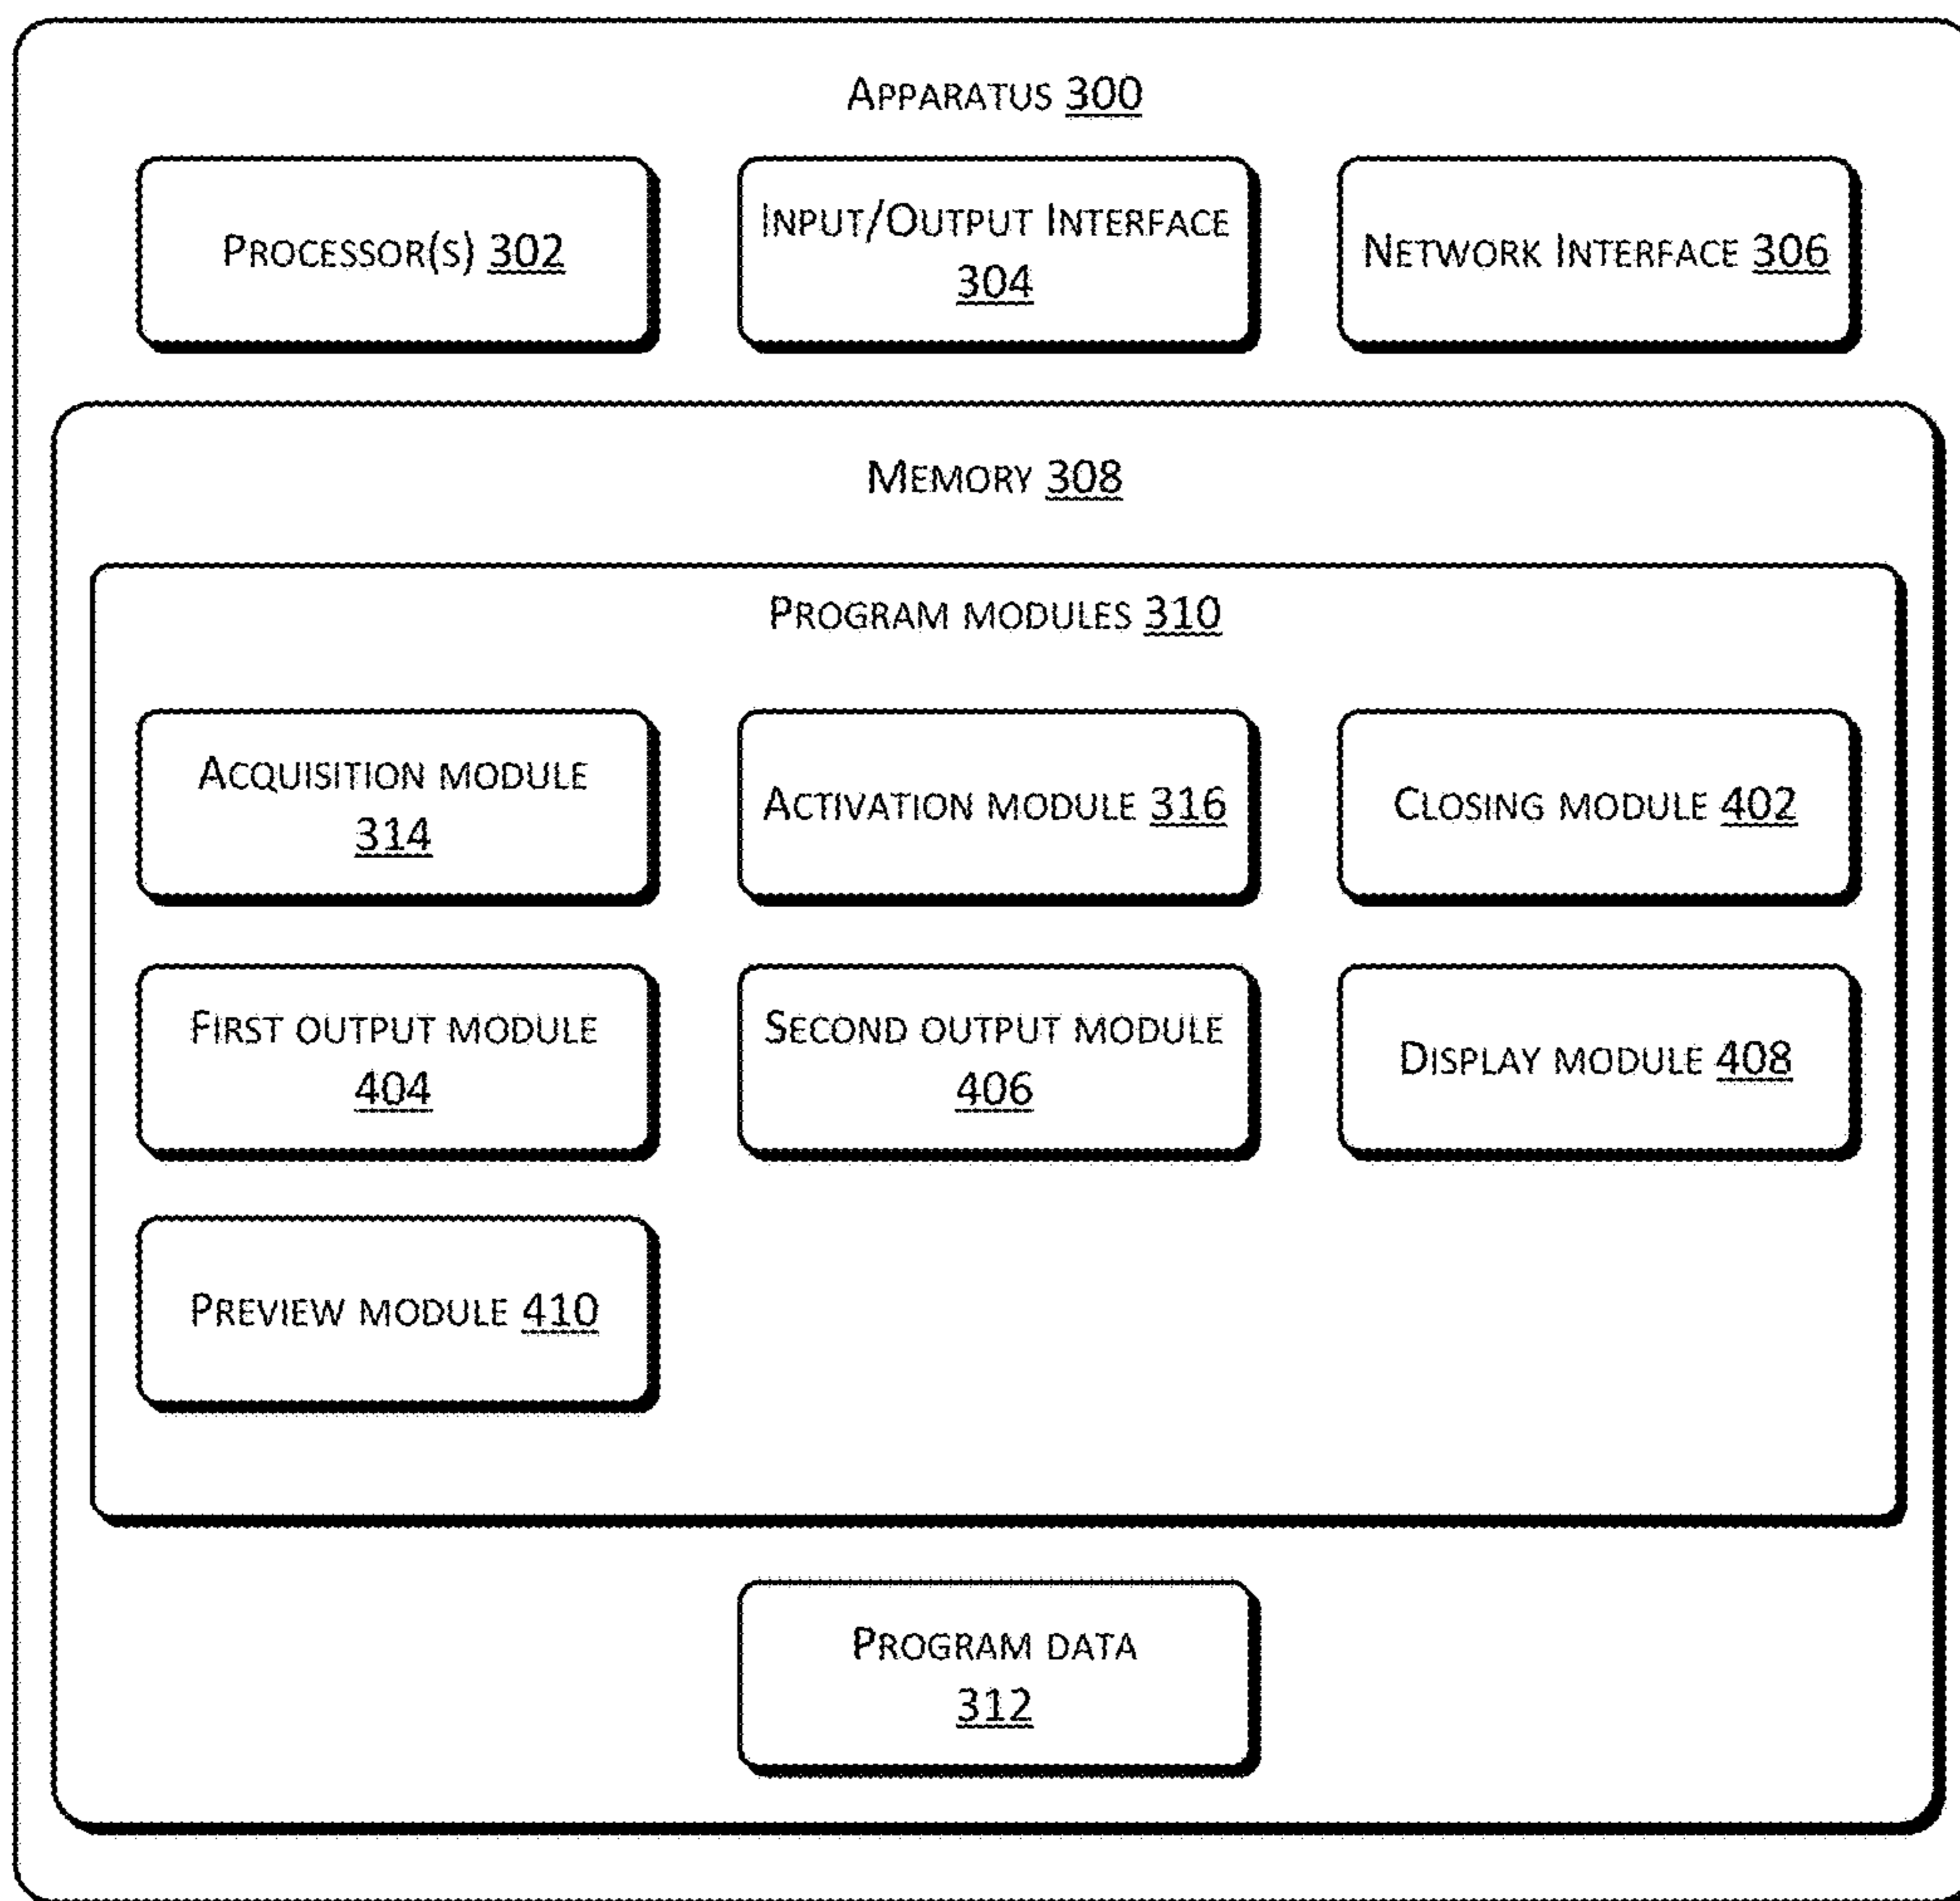 APPARATUS 300
PROCESSOR(S) 302
INPUT/OUTPUT INTERFACE
304
NETWORK INTERFACE 306
MEMORY 308
PROGRAM MODULES 310
ACQUISITION MODULE
314
ACTIVATION MODULE 316
CLOSING MODULE 402
FIRST OUTPUT MODULE
404
SECOND OUTPUT MODULE
406
DISPLAY MODULE 408
PREVIEW MODULE 410
PROGRAM DATA
312